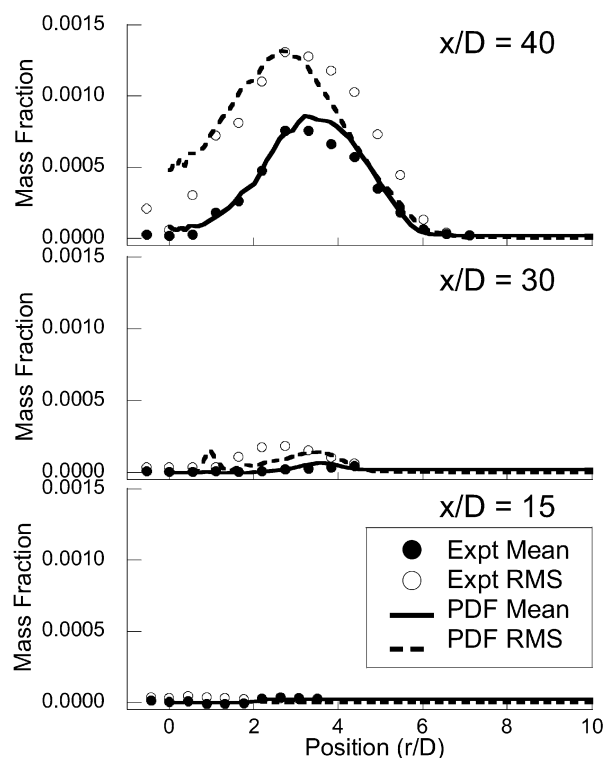 0.0015
x/D = 40
0.0010
Mass Fraction
0.0005
0.0000
0.0015
x/D = 30
0.0010
Mass Fraction
0.0005
0.0000
0.0015
x/D = 15
0.0010
Mass Fraction
0.0005
0.0000
Expt Mean
Expt RMS
PDF Mean
PDF RMS
0 2 4 6 8 10
Position (r/D)